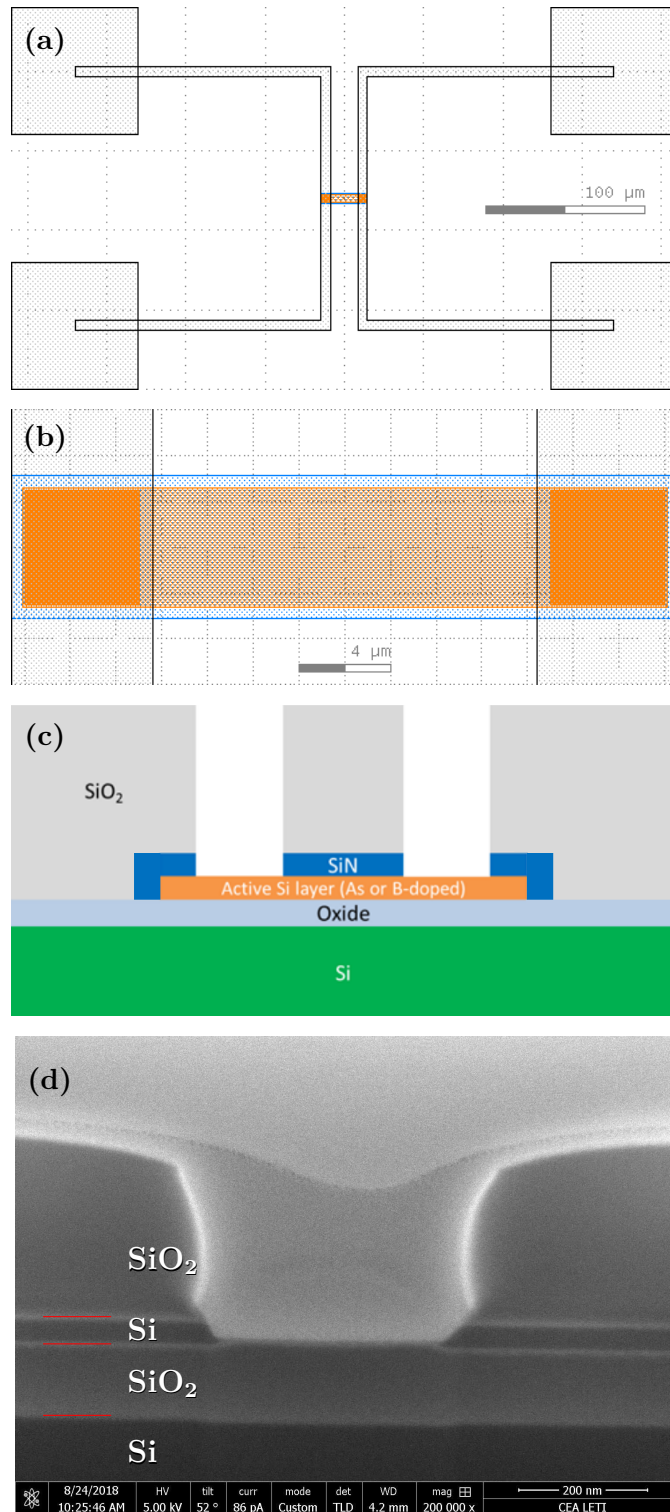 (a)
100 μm
(b)
4 μm
(c)
SiO₂
SiN
Active Si layer (As or B-doped)
Oxide
Si
(d)
SiO₂
Si
SiO₂
Si
8/24/2018 HV tilt curr mode det WD mag 200 nm
10:25:46 AM 5.00 kV 52 ° 86 pA Custom TLD 4.2 mm 200 000 x CEA LETI